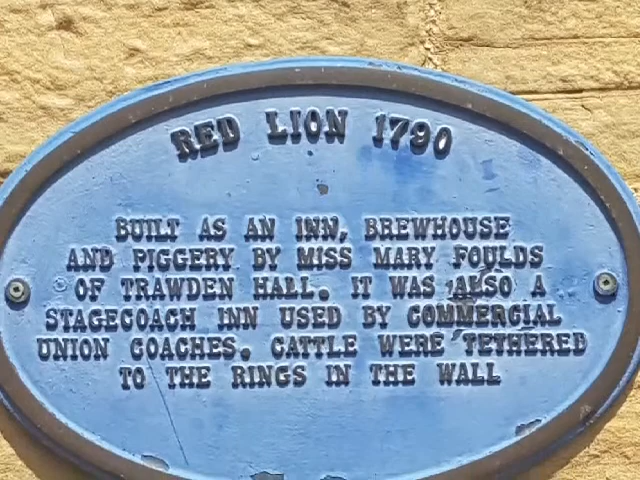 RED LION 1790
BUILT AS AN INN, BREWHOUSE
AND PIGGERY BY MISS MARY FOULDS
OF TRAWDEN HALL. IT WAS ALSO A
STAGECOACH INN USED BY COMMERCIAL
UNION COACHES. CATTLE WERE TETHERED
TO THE RINGS IN THE WALL